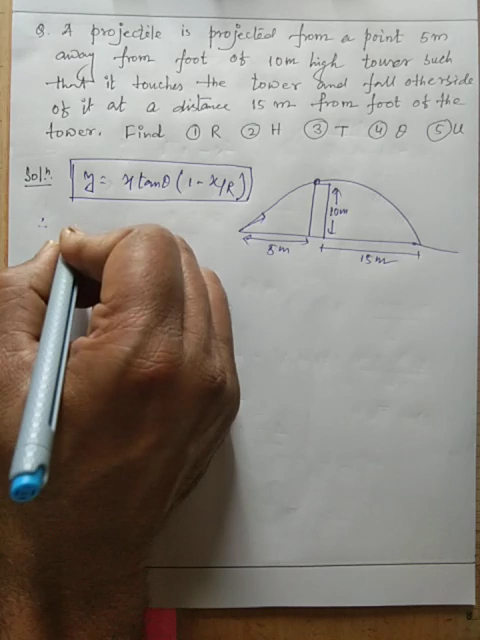 Q. A projectile is projected from a point 5m
away from foot of 10m high tower such
that it touches the tower and fall otherside
of it at a distance 15 m from foot of the
tower. Find ① R ② H ③ T ④ θ ⑤ U
Sol^n. y = x tanθ (1 - x/R)
∴
10m
5m
15m